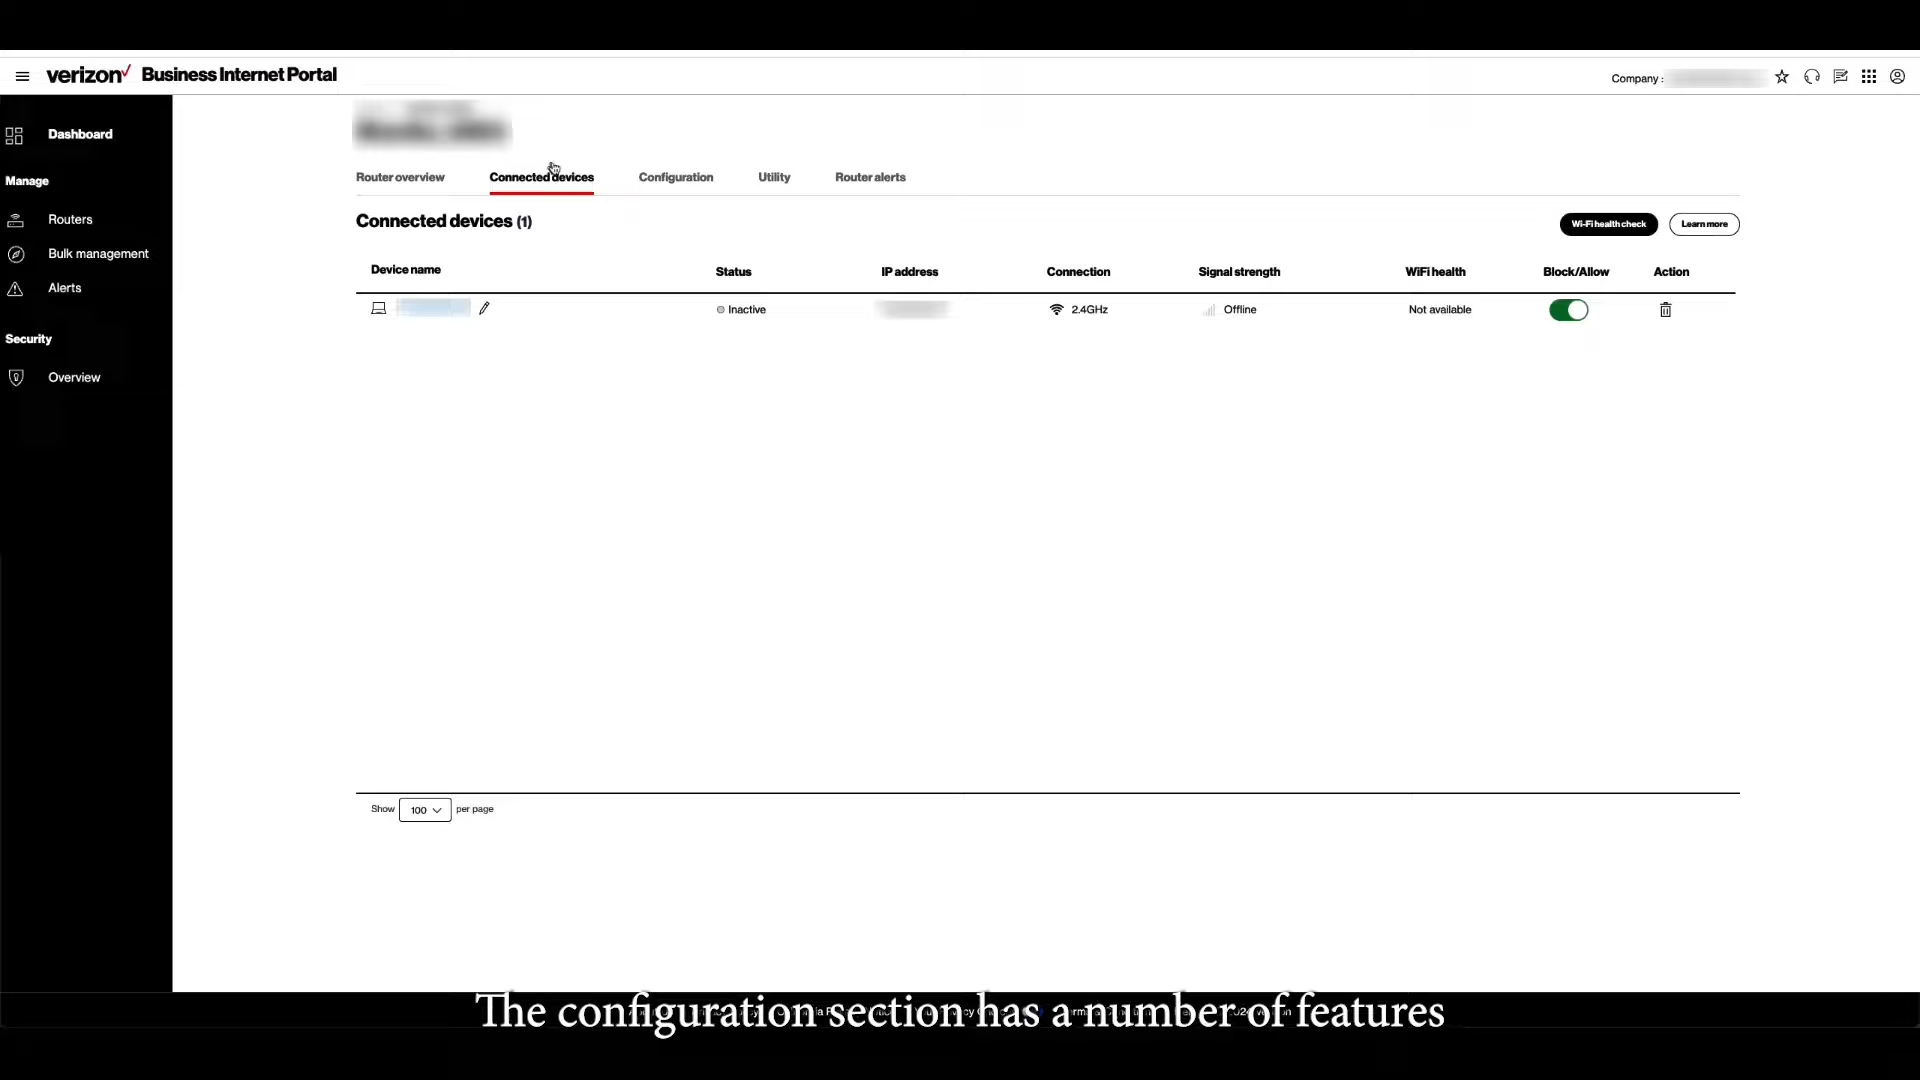 verizon Business Internet Portal
Company :
Dashboard
Manage
Routers
Bulk management
Alerts
Security
Overview
Router overview Connected devices Configuration Utility Router alerts
Connected devices (1)
Wi-Fi health check Learn more
Device name Status IP address Connection Signal strength WiFi health Block/Allow Action
Inactive 2.4GHz Offline Not available
Show 100 per page
The configuration section has a number of features